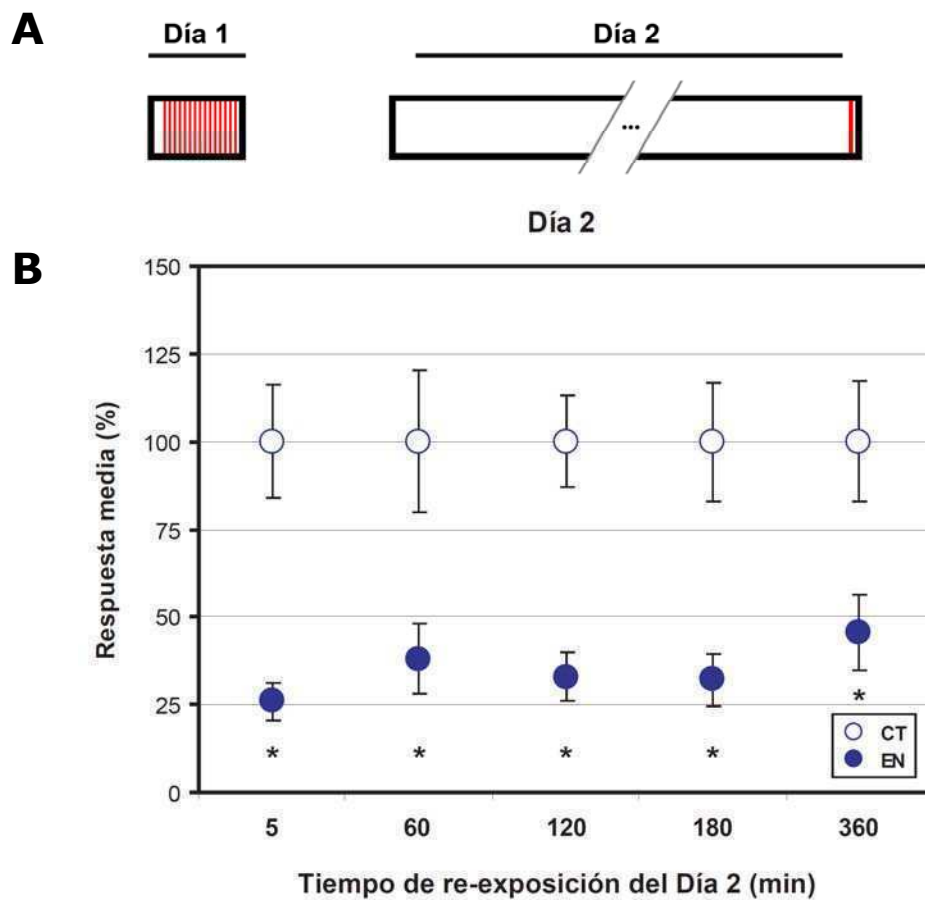 A
Día 1
Día 2
...
Día 2
B
150
125
100
75
50
25
0
Respuesta media (%)
* * * * *
CT
EN
5 60 120 180 360
Tiempo de re-exposición del Día 2 (min)